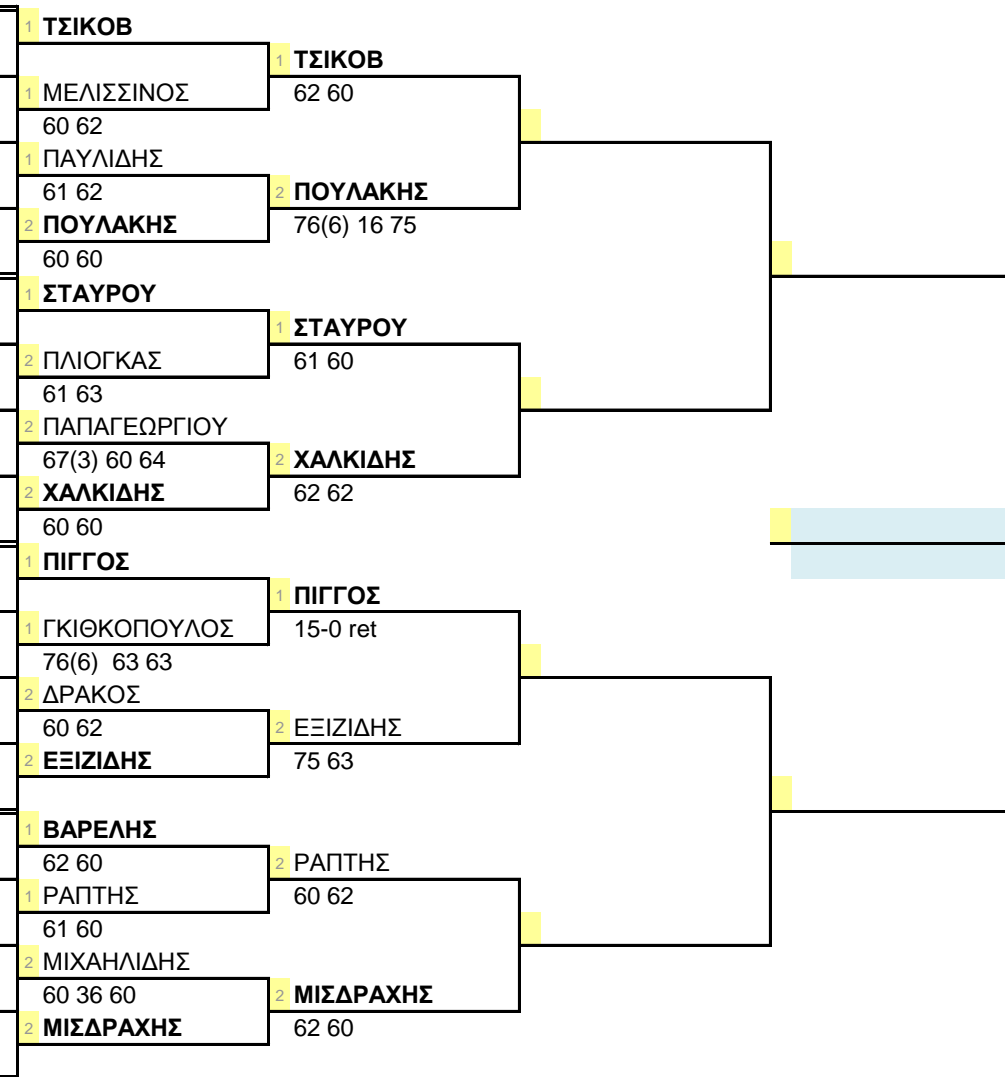 1 ΤΣΙΚΟΒ
1 ΤΣΙΚΟΒ
1 ΜΕΛΙΣΣΙΝΟΣ
62 60
60 62
1 ΠΑΥΛΙΔΗΣ
61 62
2 ΠΟΥΛΑΚΗΣ
2 ΠΟΥΛΑΚΗΣ
76(6) 16 75
60 60
1 ΣΤΑΥΡΟΥ
1 ΣΤΑΥΡΟΥ
2 ΠΛΙΟΓΚΑΣ
61 60
61 63
2 ΠΑΠΑΓΕΩΡΓΙΟΥ
67(3) 60 64
2 ΧΑΛΚΙΔΗΣ
2 ΧΑΛΚΙΔΗΣ
62 62
60 60
1 ΠΙΓΓΟΣ
1 ΠΙΓΓΟΣ
1 ΓΚΙΘΚΟΠΟΥΛΟΣ
15-0 ret
76(6) 63 63
2 ΔΡΑΚΟΣ
60 62
2 ΕΞΙΖΙΔΗΣ
2 ΕΞΙΖΙΔΗΣ
75 63
1 ΒΑΡΕΛΗΣ
62 60
2 ΡΑΠΤΗΣ
1 ΡΑΠΤΗΣ
60 62
61 60
2 ΜΙΧΑΗΛΙΔΗΣ
60 36 60
2 ΜΙΣΔΡΑΧΗΣ
2 ΜΙΣΔΡΑΧΗΣ
62 60